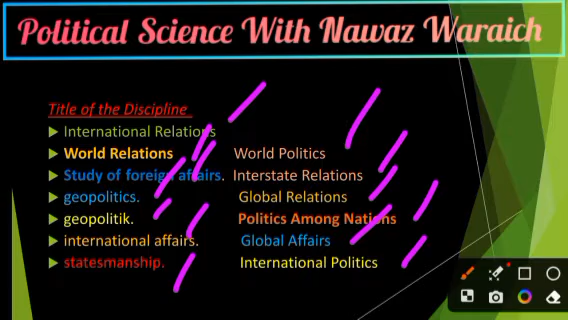 Political Science With Nawaz Waraich
Title of the Discipline
International Relations
World Relations World Politics
Study of foreign affairs. Interstate Relations
geopolitics. Global Relations
geopolitik. Politics Among Nations
international affairs. Global Affairs
statesmanship. International Politics